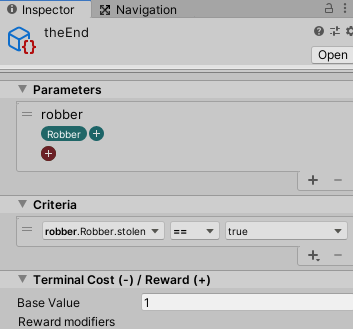 Inspector
Navigation
theEnd
Open
Parameters
robber
Robber
Criteria
robber.Robber.stolen == true
Terminal Cost (-) / Reward (+)
Base Value 1
Reward modifiers